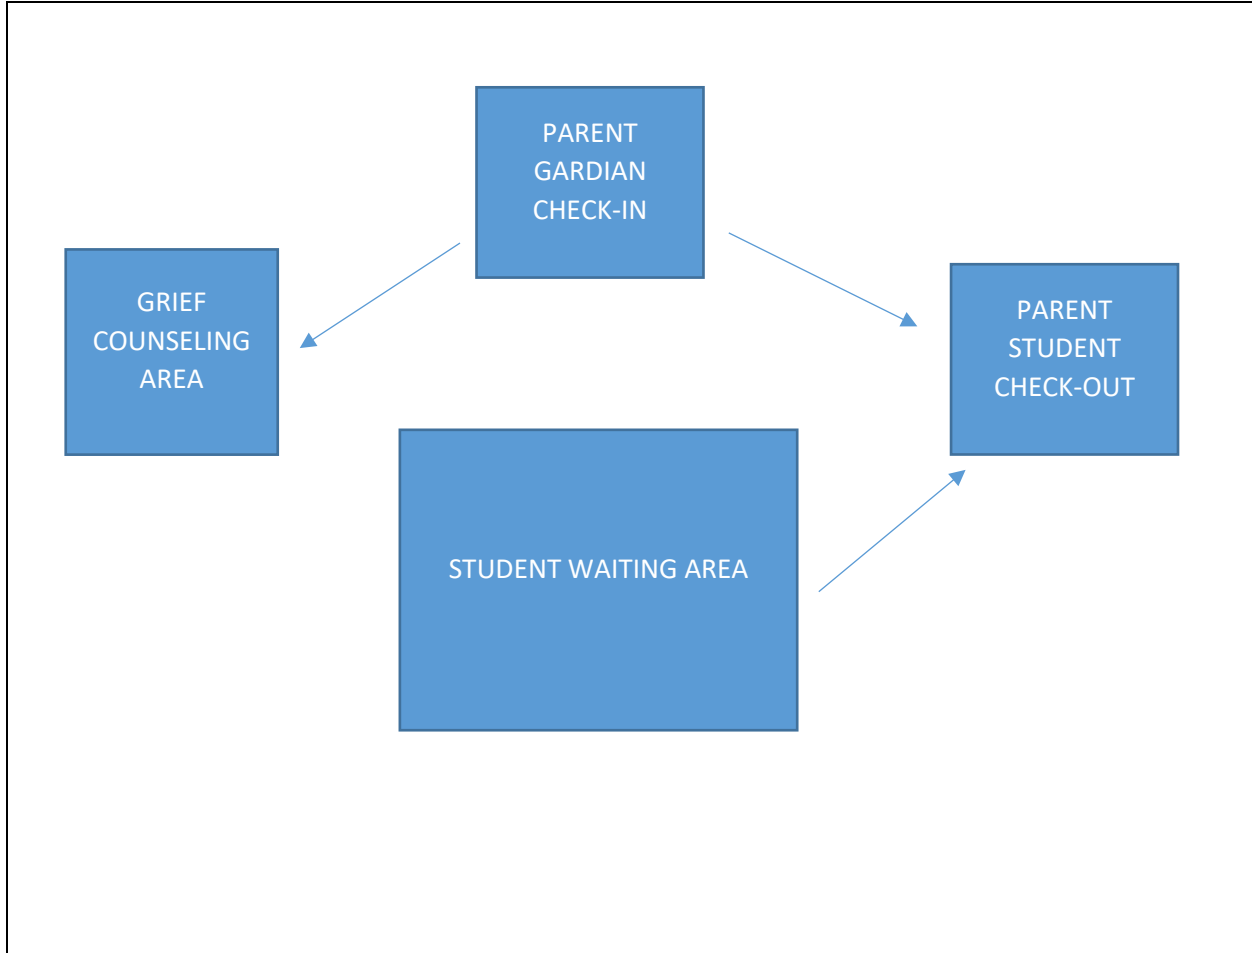 PARENT
GARDIAN
CHECK-IN
GRIEF
COUNSELING
AREA
PARENT
STUDENT
CHECK-OUT
STUDENT WAITING AREA